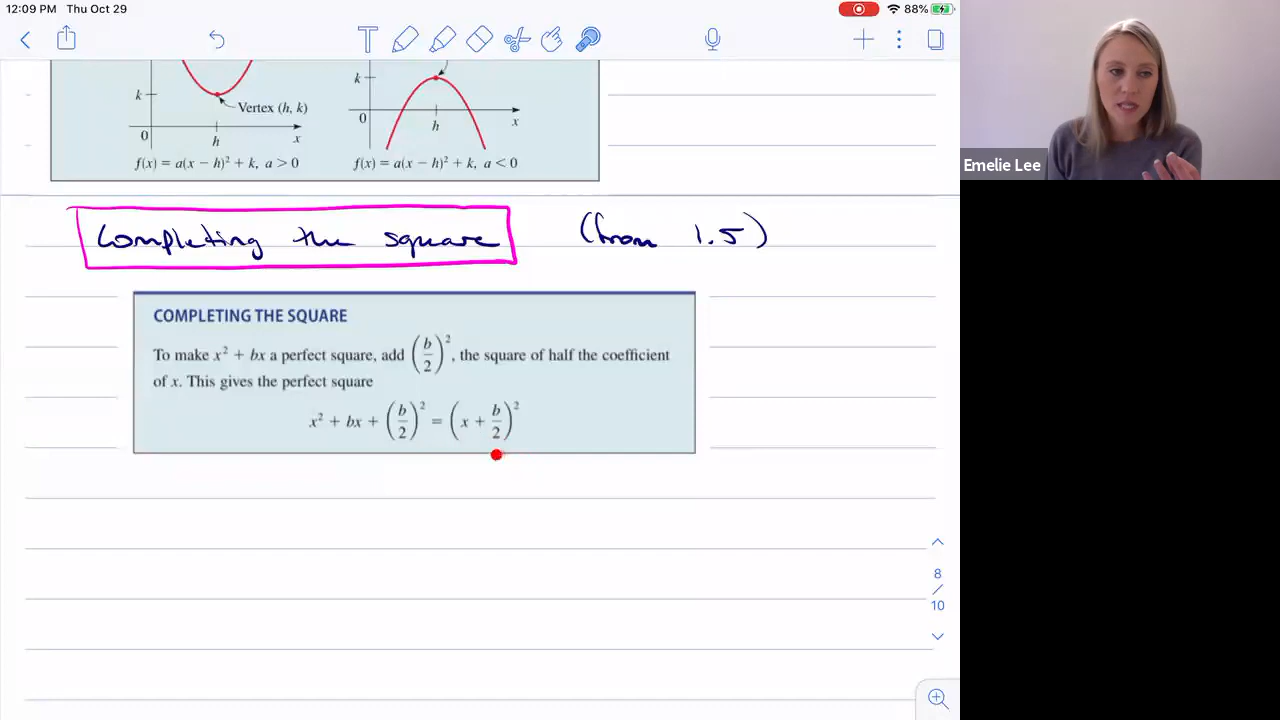 12:09 PM Thu Oct 29
88%
T
k
Vertex (h, k)
0
h
x
f(x) = a(x − h)² + k, a > 0
k
0
h
x
f(x) = a(x − h)² + k, a < 0
Emelie Lee
Completing the square (from 1.5)
COMPLETING THE SQUARE
To make x² + bx a perfect square, add (b/2)², the square of half the coefficient
of x. This gives the perfect square
x² + bx + (b/2)² = (x + b/2)²
8
/
10